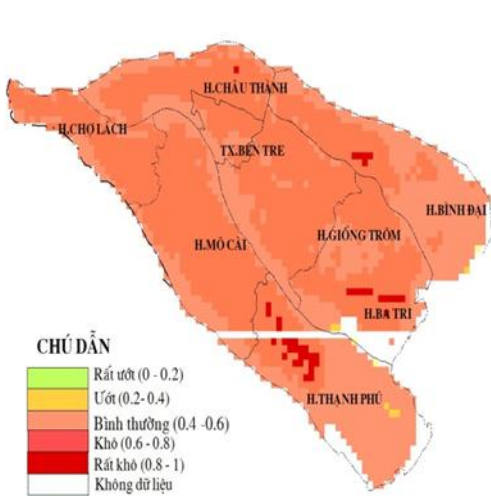 H.CHÂU THÀNH
H.CHỢ LÁCH
TX.BẾN TRE
H.BÌNH ĐẠI
H.GIỒNG TRÔM
H.MỎ CÀI
H.BA TRI
H.THẠNH PHÚ
CHÚ DẪN
Rất ướt (0 - 0.2)
Ướt (0.2- 0.4)
Bình thường (0.4 -0.6)
Khô (0.6 - 0.8)
Rất khô (0.8 - 1)
Không dữ liệu